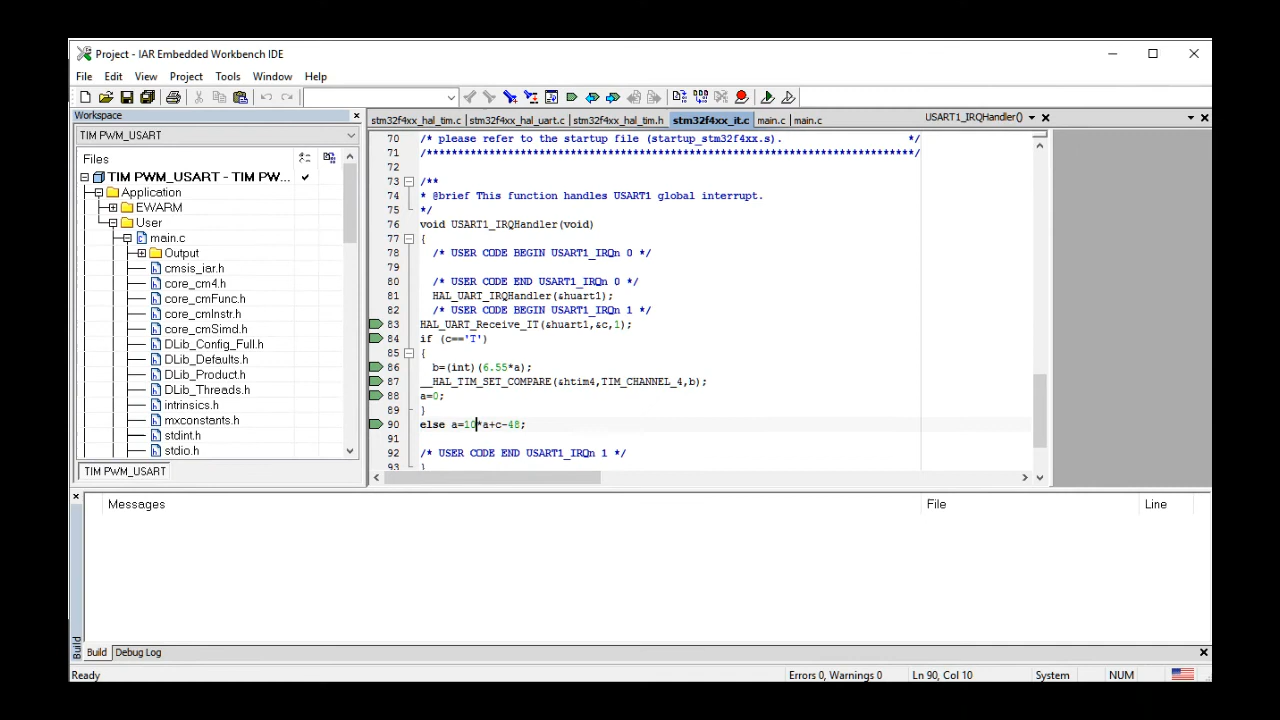 Project - IAR Embedded Workbench IDE
File Edit View Project Tools Window Help
Workspace
TIM PWM_USART
Files
TIM PWM_USART - TIM PW...
Application
EWARM
User
main.c
Output
cmsis_iar.h
core_cm4.h
core_cmFunc.h
core_cmInstr.h
core_cmSimd.h
DLib_Config_Full.h
DLib_Defaults.h
DLib_Product.h
DLib_Threads.h
intrinsics.h
mxconstants.h
stdint.h
stdio.h
TIM PWM_USART
stm32f4xx_hal_tim.c stm32f4xx_hal_uart.c stm32f4xx_hal_tim.h stm32f4xx_it.c main.c main.c USART1_IRQHandler()
70 /* please refer to the startup file (startup_stm32f4xx.s). */
71 /******************************************************************************/
72
73 /**
74 * @brief This function handles USART1 global interrupt.
75 */
76 void USART1_IRQHandler(void)
77 {
78 /* USER CODE BEGIN USART1_IRQn 0 */
79
80 /* USER CODE END USART1_IRQn 0 */
81 HAL_UART_IRQHandler(&huart1);
82 /* USER CODE BEGIN USART1_IRQn 1 */
83 HAL_UART_Receive_IT(&huart1,&c,1);
84 if (c=='T')
85 {
86 b=(int)(6.55*a);
87 __HAL_TIM_SET_COMPARE(&htim4,TIM_CHANNEL_4,b);
88 a=0;
89 }
90 else a=10*a+c-48;
91
92 /* USER CODE END USART1_IRQn 1 */
93 }
Messages File Line
Build
Build Debug Log
Ready Errors 0, Warnings 0 Ln 90, Col 10 System NUM